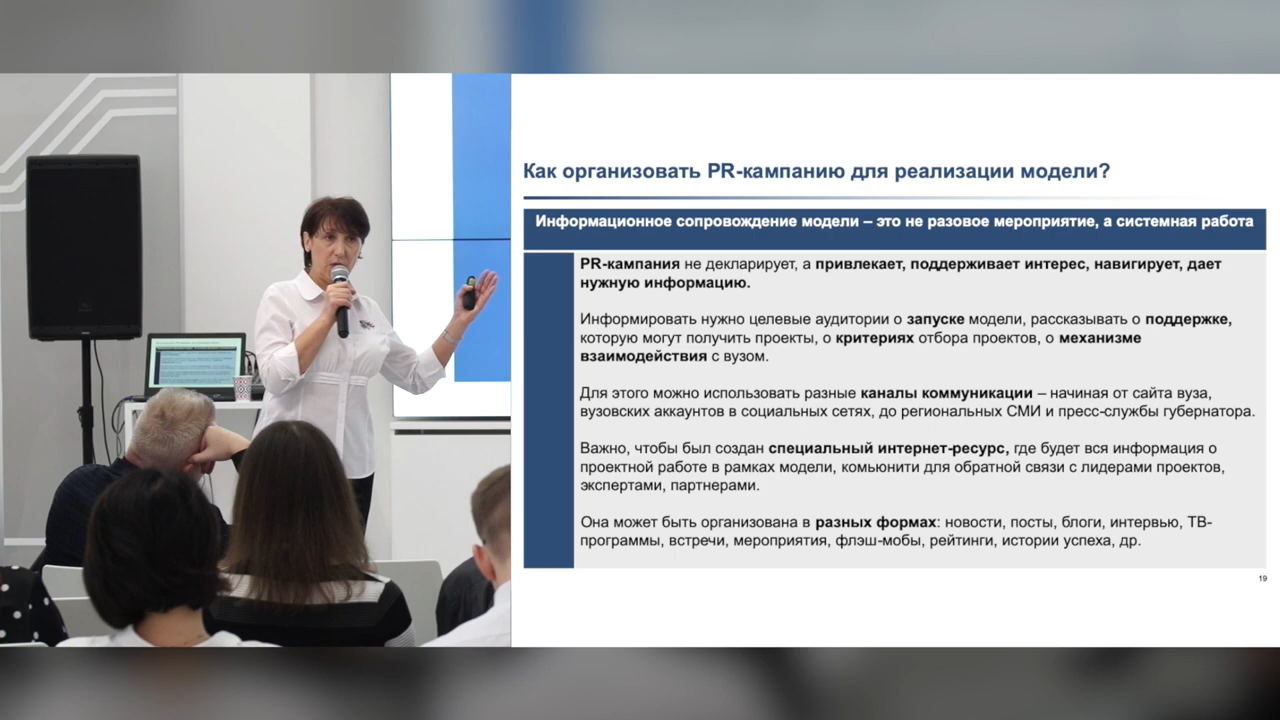 Как организовать PR-кампанию для реализации модели?
Информационное сопровождение модели – это не разовое мероприятие, а системная работа
PR-кампания не декларирует, а привлекает, поддерживает интерес, навигирует, дает
нужную информацию.
Информировать нужно целевые аудитории о запуске модели, рассказывать о поддержке,
которую могут получить проекты, о критериях отбора проектов, о механизме
взаимодействия с вузом.
Для этого можно использовать разные каналы коммуникации – начиная от сайта вуза,
вузовских аккаунтов в социальных сетях, до региональных СМИ и пресс-службы губернатора.
Важно, чтобы был создан специальный интернет-ресурс, где будет вся информация о
проектной работе в рамках модели, комьюнити для обратной связи с лидерами проектов,
экспертами, партнерами.
Она может быть организована в разных формах: новости, посты, блоги, интервью, ТВ-
программы, встречи, мероприятия, флэш-мобы, рейтинги, истории успеха, др.
19